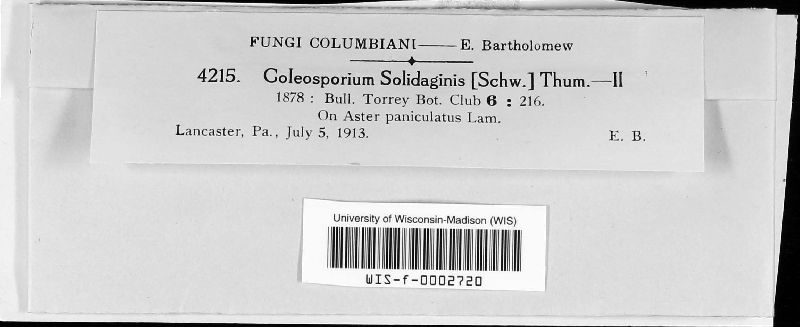 FUNGI COLUMBIANI—E. Bartholomew
4215. Coleosporium Solidaginis [Schw.] Thum.—II
1878 : Bull. Torrey Bot. Club 6 : 216.
On Aster paniculatus Lam.
Lancaster, Pa., July 5, 1913. E. B.
University of Wisconsin-Madison (WIS)
WIS-f-0002720